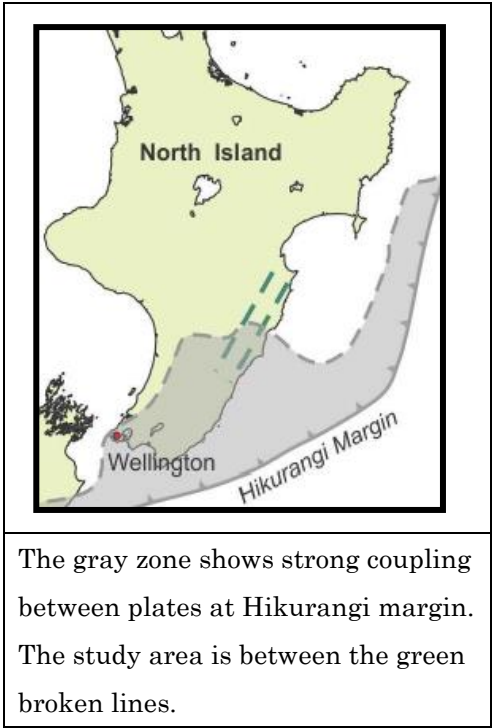 North Island
Wellington
Hikurangi Margin
The gray zone shows strong coupling
between plates at Hikurangi margin.
The study area is between the green
broken lines.